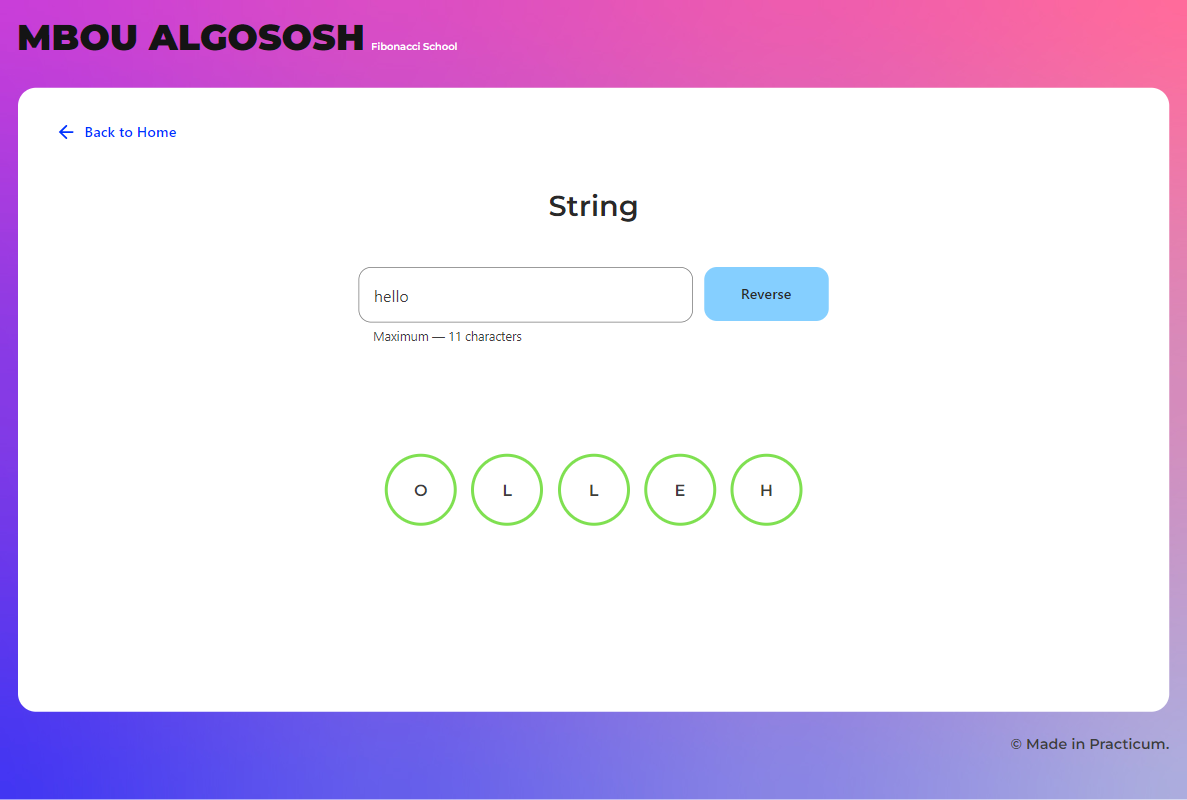 MBOU ALGOSOSH Fibonacci School
Back to Home
String
hello
Reverse
Maximum — 11 characters
O L L E H
© Made in Practicum.